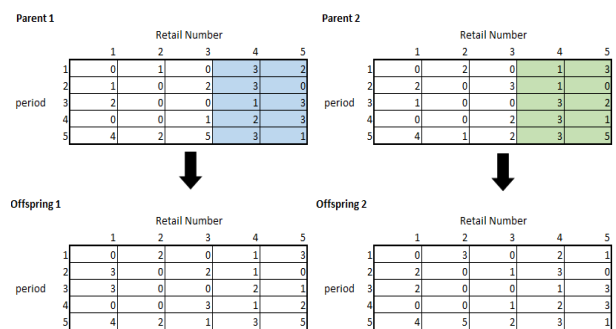 Parent 1
Retail Number
1 2 3 4 5
1 0 1 0 3 2
2 1 0 2 3 0
period 3 2 0 0 1 3
4 0 0 1 2 3
5 4 2 5 3 1
Parent 2
Retail Number
1 2 3 4 5
1 0 2 0 1 3
2 2 0 3 1 0
period 3 1 0 0 3 2
4 0 0 2 3 1
5 4 1 2 3 5
Offspring 1
Retail Number
1 2 3 4 5
1 0 2 0 1 3
2 3 0 2 1 0
period 3 3 0 0 2 1
4 0 0 3 1 2
5 4 2 1 3 5
Offspring 2
Retail Number
1 2 3 4 5
1 0 3 0 2 1
2 2 0 1 3 0
period 3 2 0 0 1 3
4 0 0 1 2 3
5 4 5 2 3 1